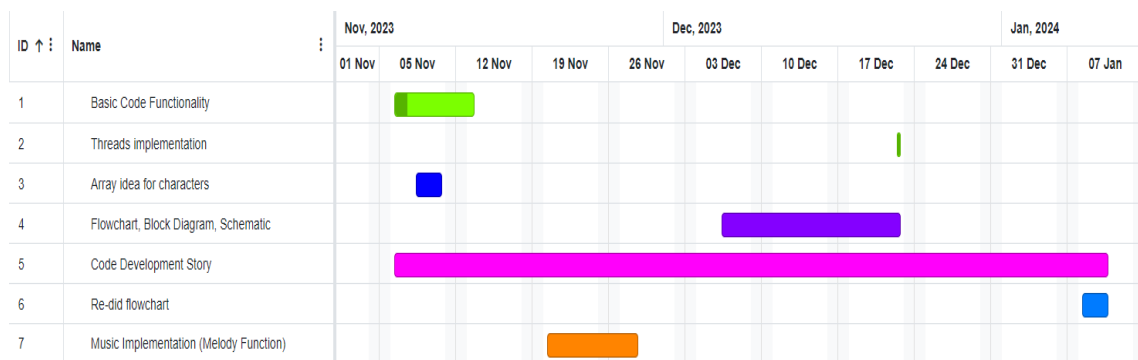 Nov, 2023 Dec, 2023 Jan, 2024
ID ↑ Name
01 Nov 05 Nov 12 Nov 19 Nov 26 Nov 03 Dec 10 Dec 17 Dec 24 Dec 31 Dec 07 Jan
1 Basic Code Functionality
2 Threads implementation
3 Array idea for characters
4 Flowchart, Block Diagram, Schematic
5 Code Development Story
6 Re-did flowchart
7 Music Implementation (Melody Function)